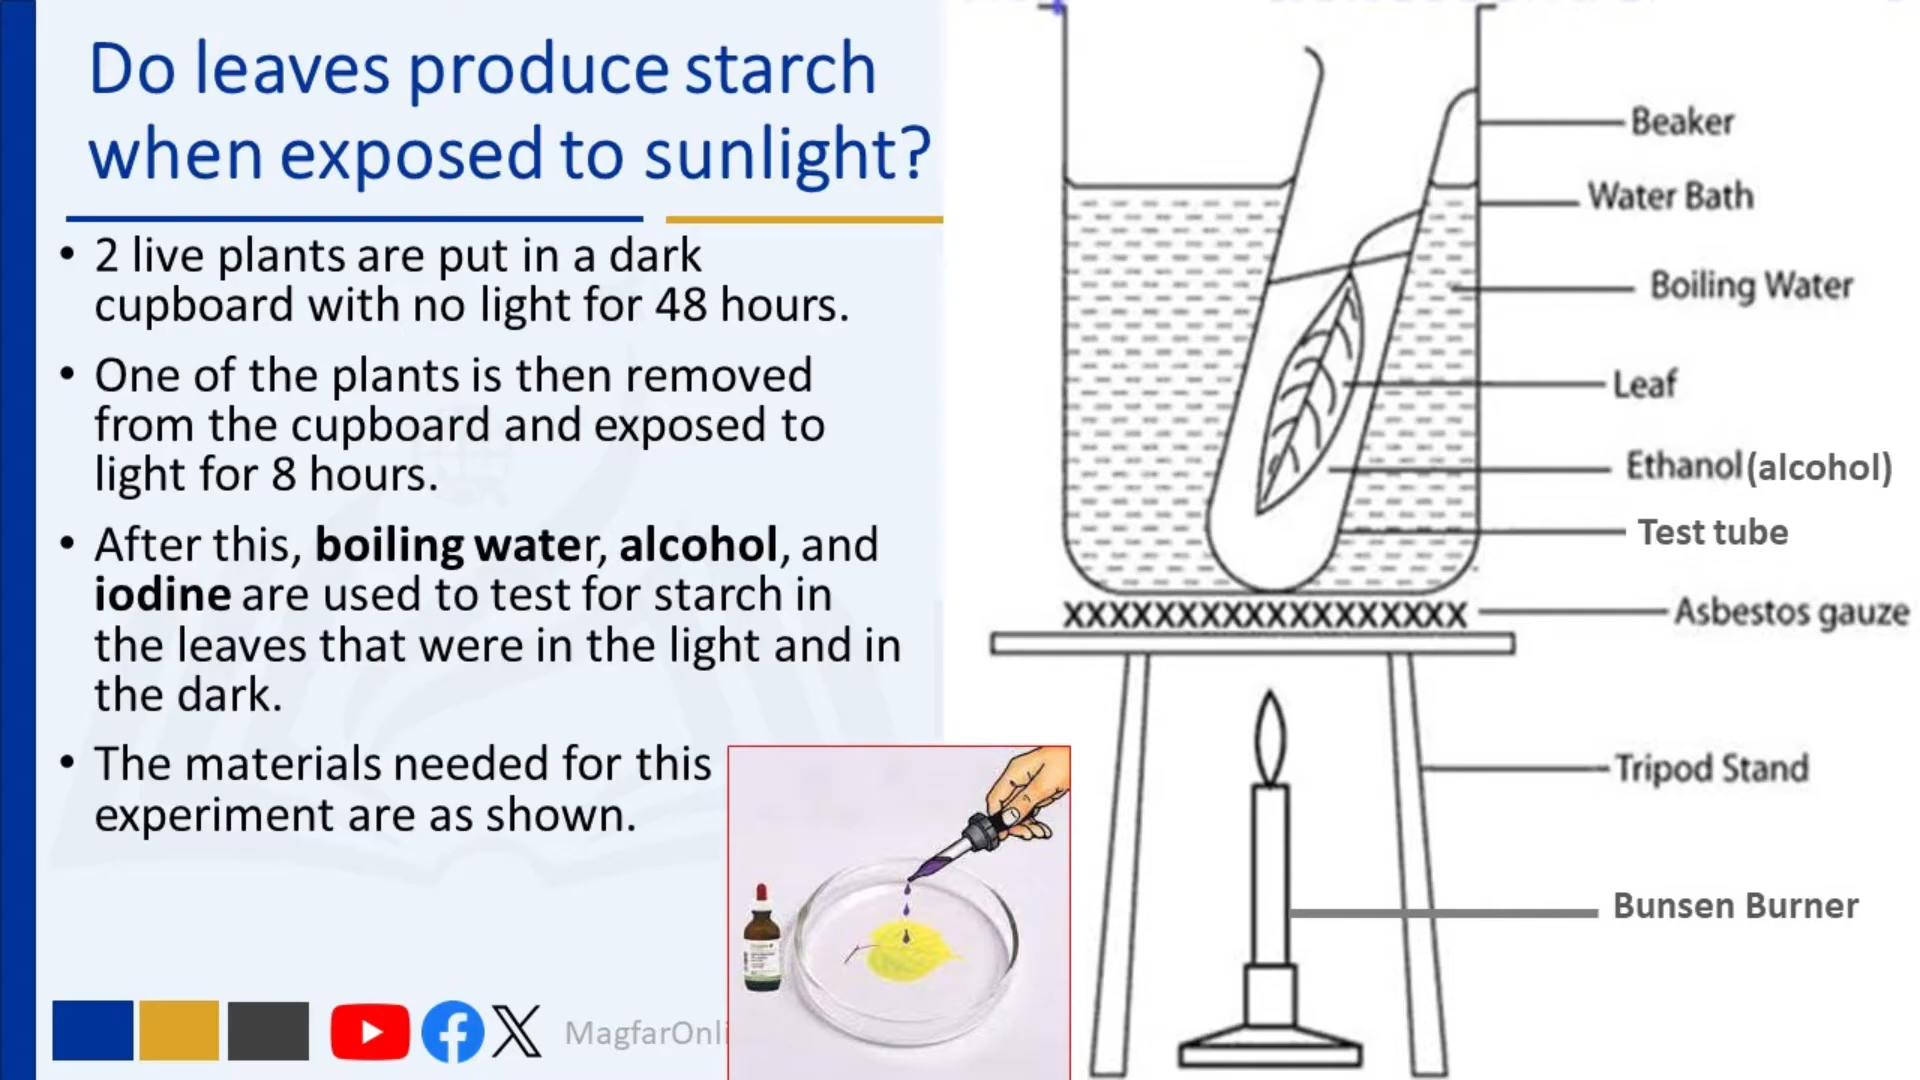 Do leaves produce starch
when exposed to sunlight?
• 2 live plants are put in a dark
cupboard with no light for 48 hours.
• One of the plants is then removed
from the cupboard and exposed to
light for 8 hours.
• After this, boiling water, alcohol, and
iodine are used to test for starch in
the leaves that were in the light and in
the dark.
• The materials needed for this
experiment are as shown.
MagfarOnli
Beaker
Water Bath
Boiling Water
Leaf
Ethanol (alcohol)
Test tube
XXXXXXXXXXXXXXXXXX Asbestos gauze
Tripod Stand
Bunsen Burner